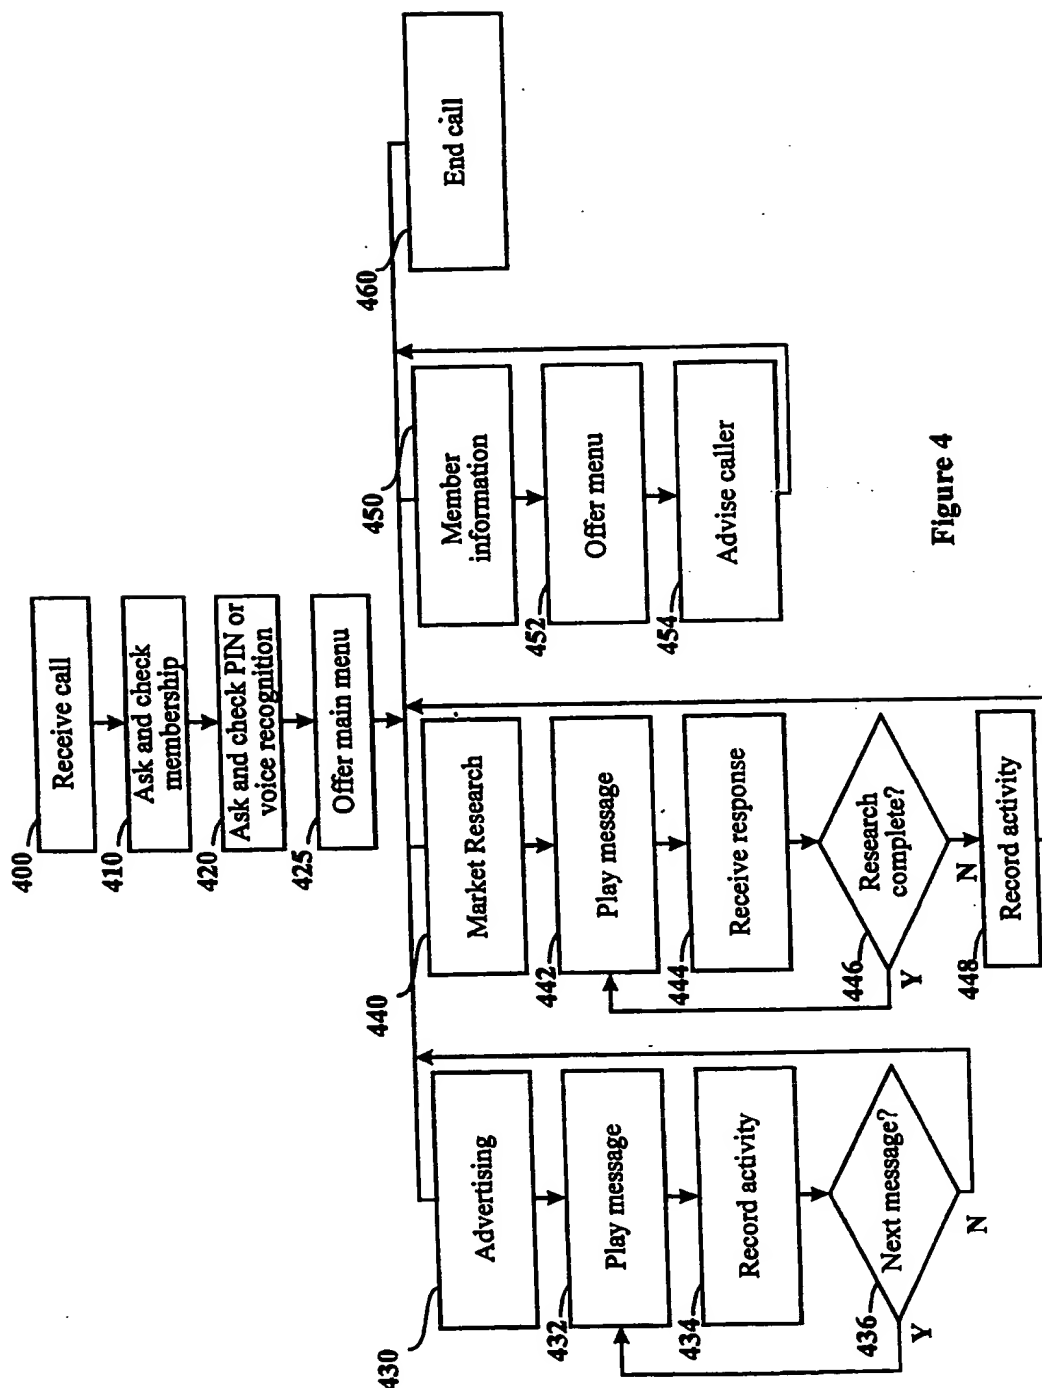 400
Receive call
410
Ask and check
membership
420
Ask and check PIN or
voice recognition
425
Offer main menu
430
Advertising
432
Play message
434
Record activity
436
Next message?
Y
N
440
Market Research
442
Play message
444
Receive response
446
Research
complete?
Y
N
448
Record activity
450
Member
information
452
Offer menu
454
Advise caller
460
End call
Figure 4